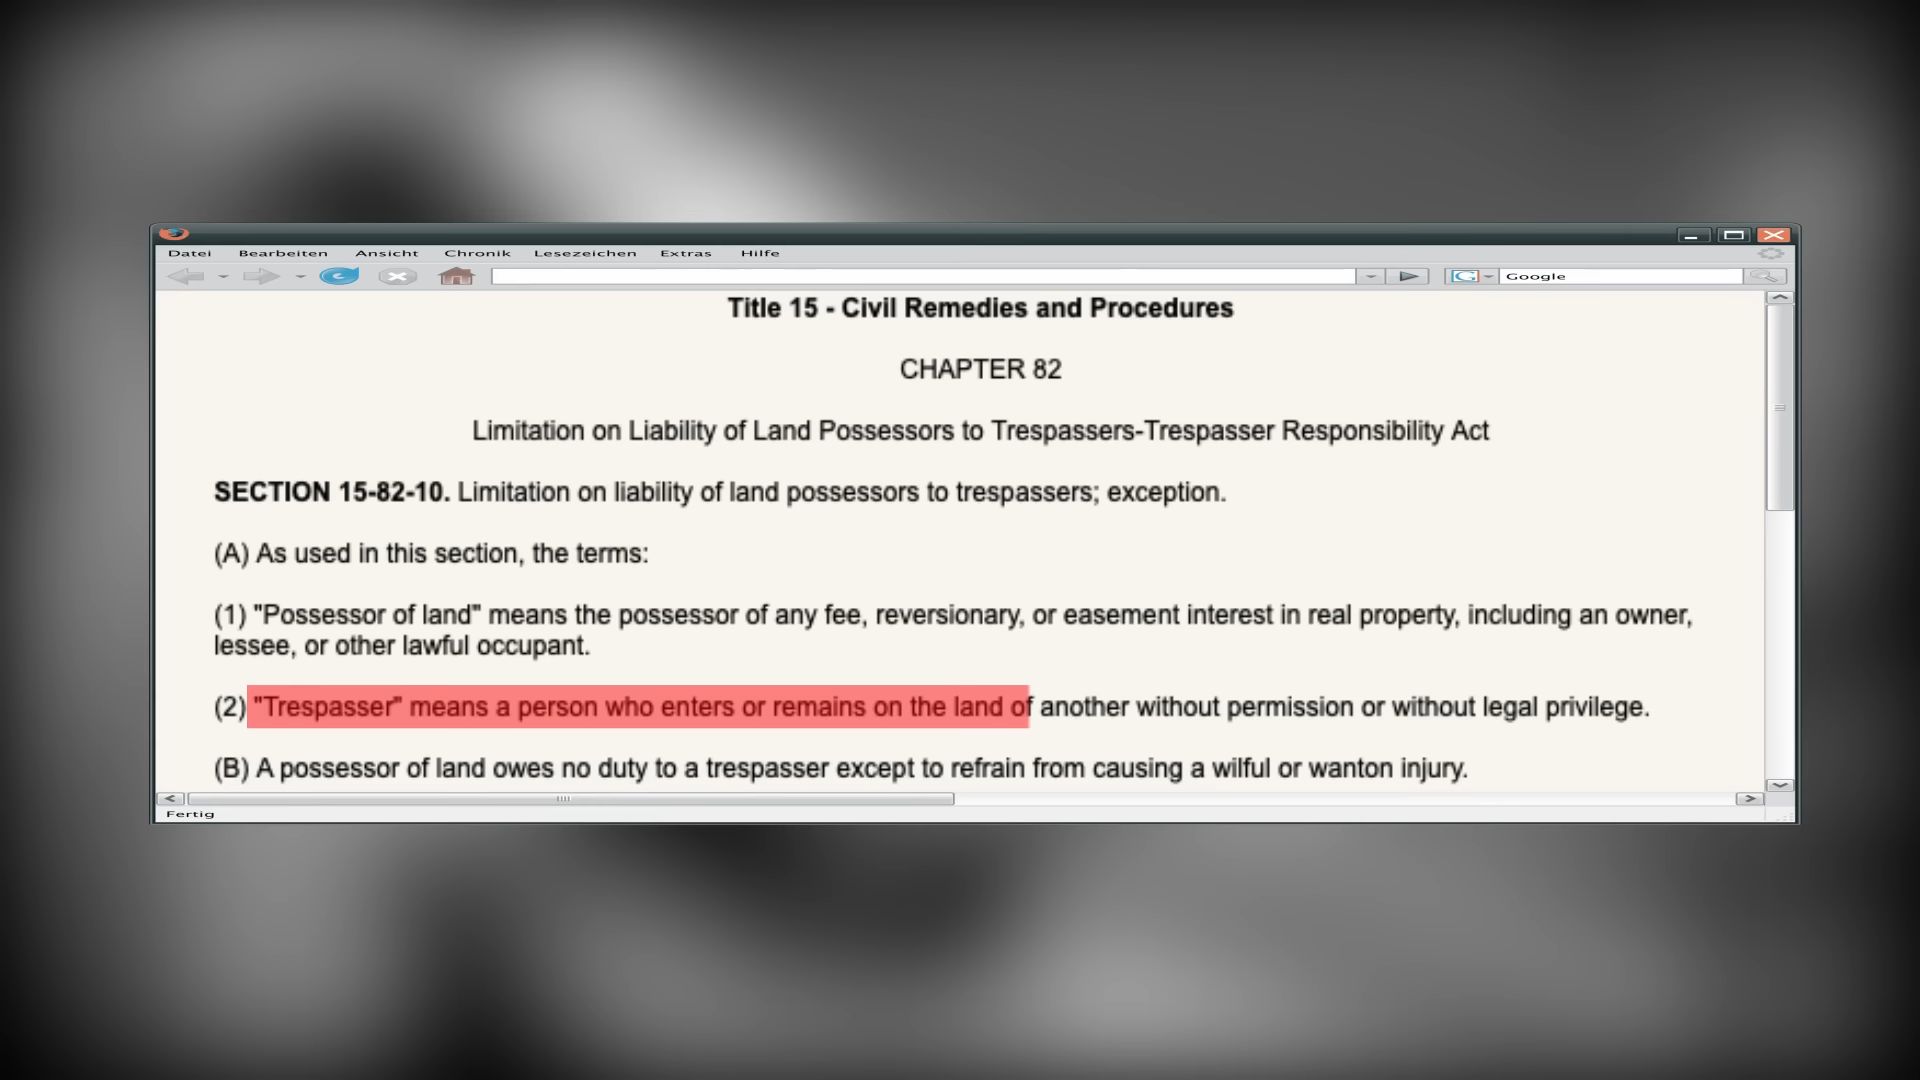 Datei Bearbeiten Ansicht Chronik Lesezeichen Extras Hilfe
Google
Title 15 - Civil Remedies and Procedures
CHAPTER 82
Limitation on Liability of Land Possessors to Trespassers-Trespasser Responsibility Act
SECTION 15-82-10. Limitation on liability of land possessors to trespassers; exception.
(A) As used in this section, the terms:
(1) "Possessor of land" means the possessor of any fee, reversionary, or easement interest in real property, including an owner,
lessee, or other lawful occupant.
(2) "Trespasser" means a person who enters or remains on the land of another without permission or without legal privilege.
(B) A possessor of land owes no duty to a trespasser except to refrain from causing a wilful or wanton injury.
Fertig